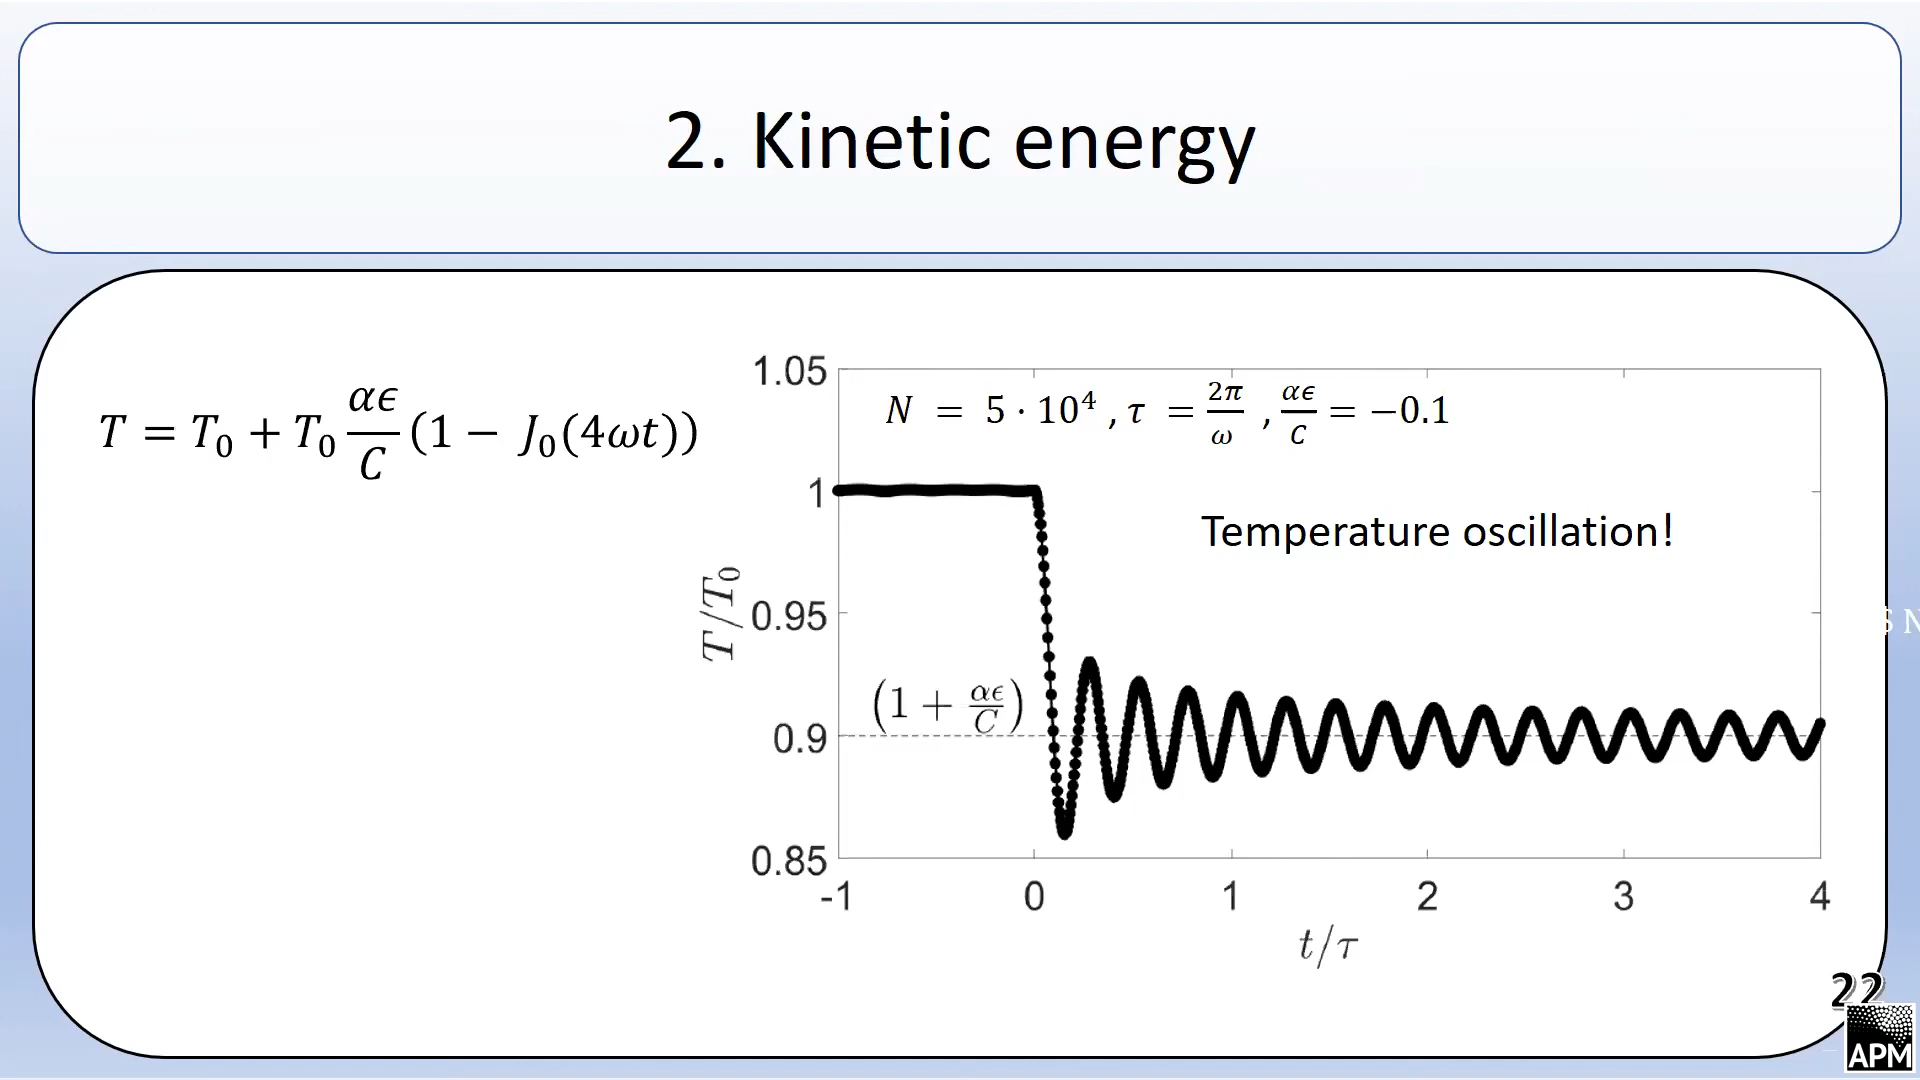 2. Kinetic energy
T = T₀ + T₀ αϵ/C (1 − J₀(4ωt))
N = 5 · 10⁴ , τ = 2π/ω , αϵ/C = −0.1
Temperature oscillation!
1.05
1
0.95
0.9
0.85
T/T₀
(1 + αϵ/C)
-1 0 1 2 3 4
t/τ
$ N
22
APM